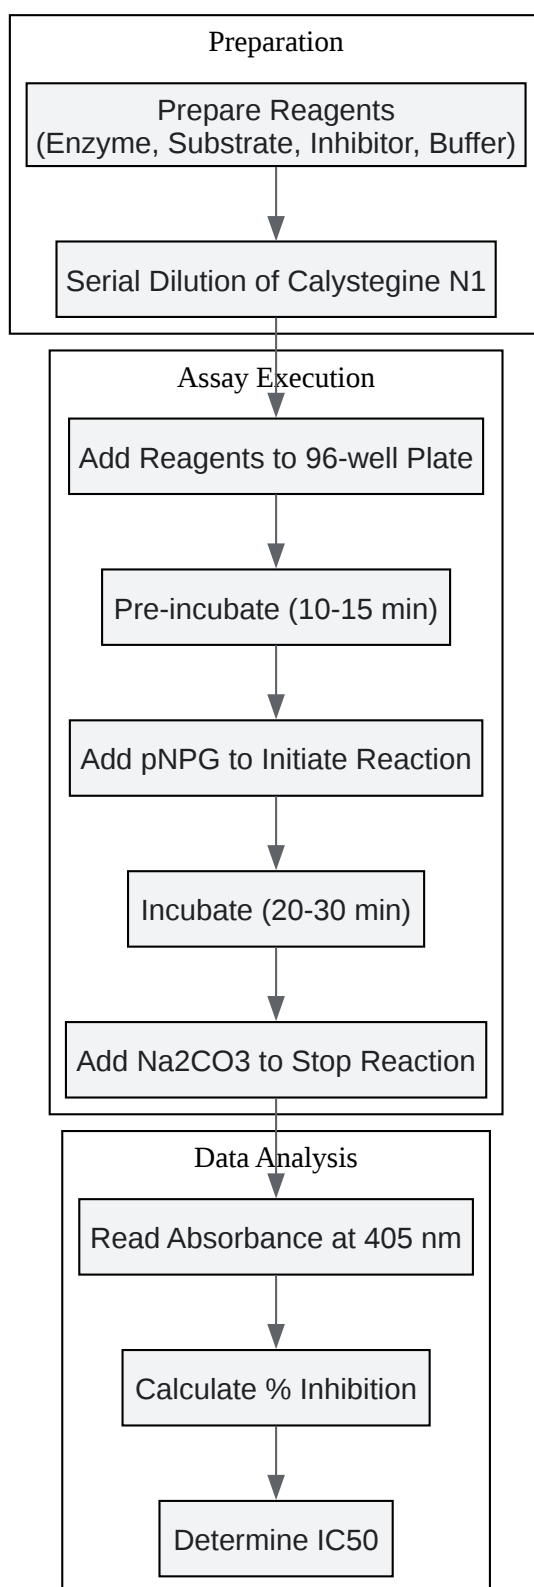 Preparation
Prepare Reagents
(Enzyme, Substrate, Inhibitor, Buffer)
Serial Dilution of Calystegine N1
Assay Execution
Add Reagents to 96-well Plate
Pre-incubate (10-15 min)
Add pNPG to Initiate Reaction
Incubate (20-30 min)
Add Na2CO3 to Stop Reaction
Data Analysis
Read Absorbance at 405 nm
Calculate % Inhibition
Determine IC50